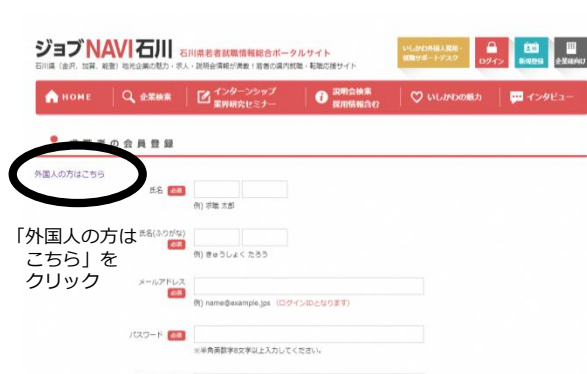 ジョブNAVI石川 石川県若者就職情報総合ポータルサイト
石川県（金沢、加賀、能登）地元企業の魅力・求人・説明会情報が満載！若者の県内就職・転職応援サイト
いしかわ外国人雇用・
就職サポートデスク
ログイン
新規登録
企業様向け
HOME
企業検索
インターンシップ
業界研究セミナー
説明会検索
採用情報含む
いしかわの魅力
インタビュー
の会員登録
外国人の方はこちら
氏名 必須
例) 求職 太郎
「外国人の方は
こちら」を
クリック
氏名(ふりがな)
必須
例) きゅうしょく たろう
メールアドレス
必須
例) name@example.jps （ログインIDとなります）
パスワード 必須
※半角英数字8文字以上入力してください。